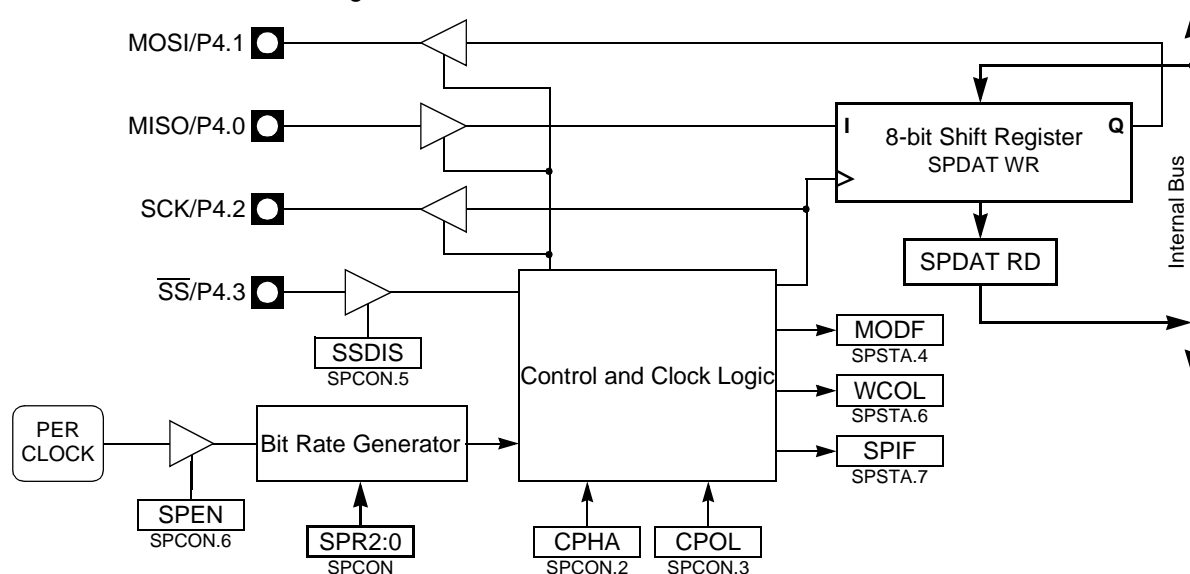 MOSI/P4.1
MISO/P4.0
I
8-bit Shift Register
Q
SPDAT WR
Internal Bus
SCK/P4.2
SPDAT RD
SS/P4.3
MODF
SPSTA.4
SSDIS
SPCON.5
Control and Clock Logic
WCOL
SPSTA.6
PER
CLOCK
Bit Rate Generator
SPIF
SPSTA.7
SPEN
SPCON.6
SPR2:0
SPCON
CPHA
SPCON.2
CPOL
SPCON.3